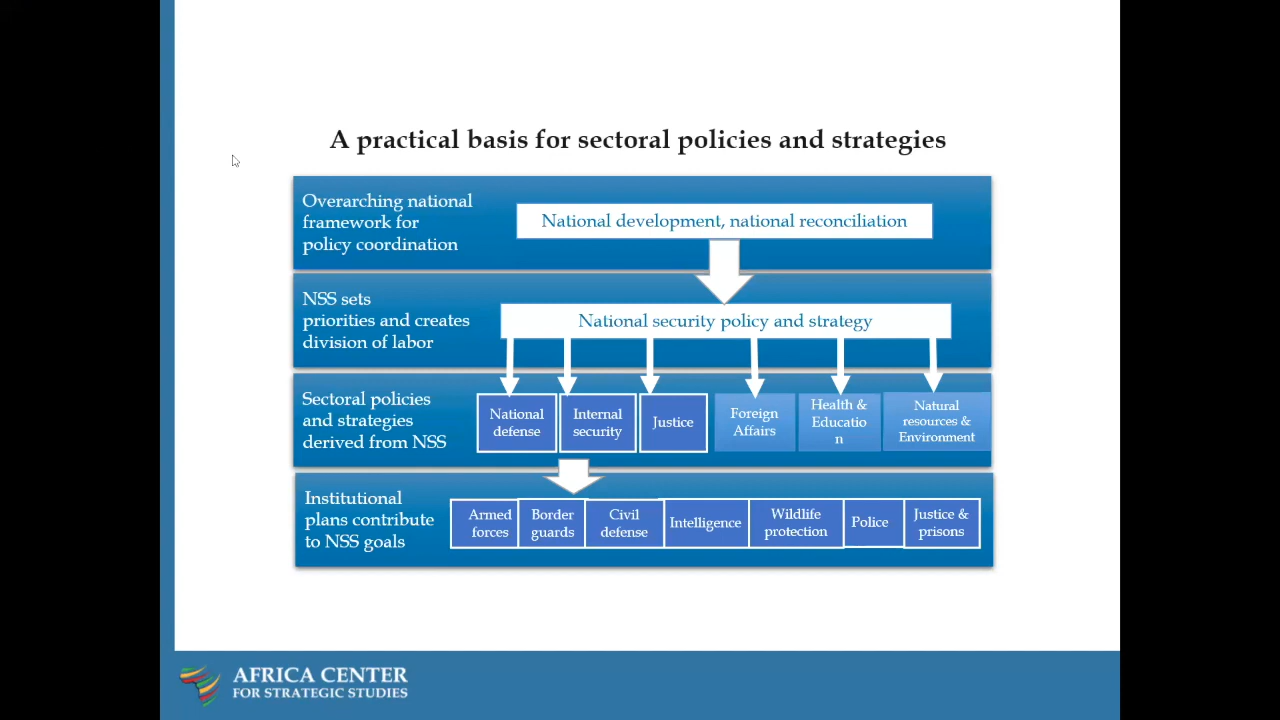 A practical basis for sectoral policies and strategies
Overarching national
framework for
policy coordination
National development, national reconciliation
NSS sets
priorities and creates
division of labor
National security policy and strategy
Sectoral policies
and strategies
derived from NSS
National
defense
Internal
security
Justice
Foreign
Affairs
Health &
Educatio
n
Natural
resources &
Environment
Institutional
plans contribute
to NSS goals
Armed
forces
Border
guards
Civil
defense
Intelligence
Wildlife
protection
Police
Justice &
prisons
AFRICA CENTER
FOR STRATEGIC STUDIES